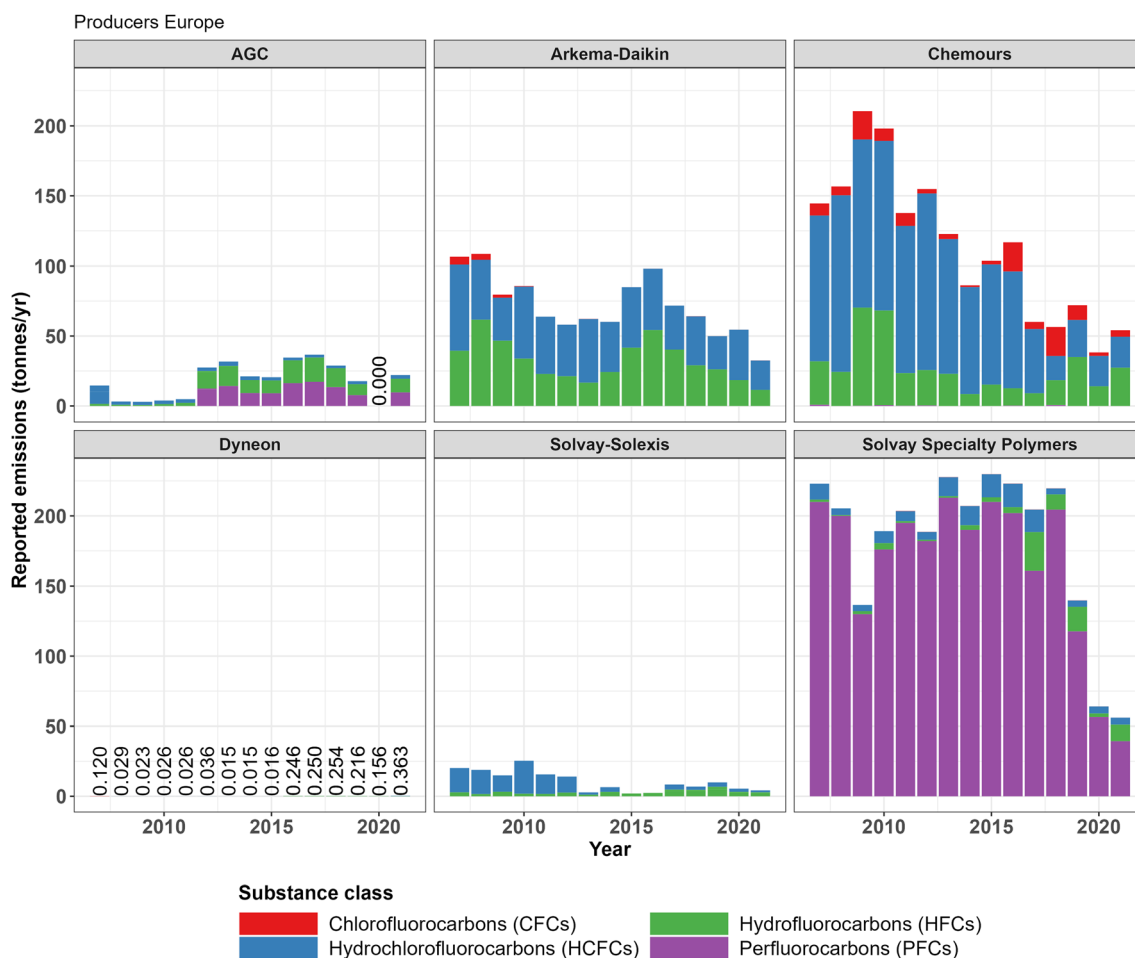 Producers Europe
AGC
Arkema-Daikin
Chemours
Reported emissions (tonnes/yr)
200
150
100
50
0
0.000
Dyneon
Solvay-Solexis
Solvay Specialty Polymers
200
150
100
50
0
0.120
0.029
0.023
0.026
0.026
0.036
0.015
0.015
0.016
0.246
0.250
0.254
0.216
0.156
0.363
2010 2015 2020
2010 2015 2020
2010 2015 2020
Year
Substance class
Chlorofluorocarbons (CFCs)
Hydrofluorocarbons (HFCs)
Hydrochlorofluorocarbons (HCFCs)
Perfluorocarbons (PFCs)